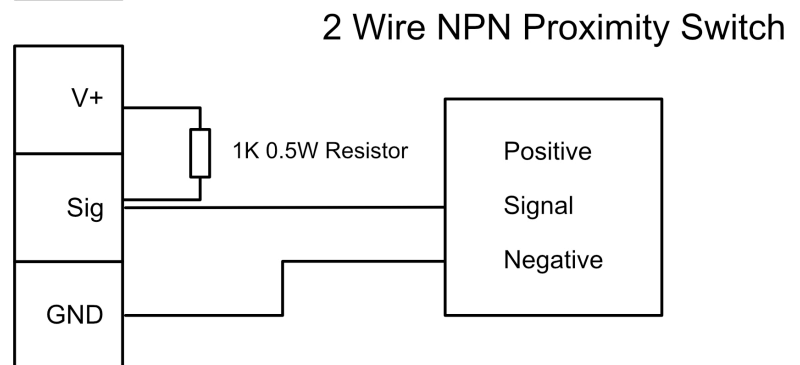 2 Wire NPN Proximity Switch
V+
1K 0.5W Resistor
Positive
Sig
Signal
Negative
GND